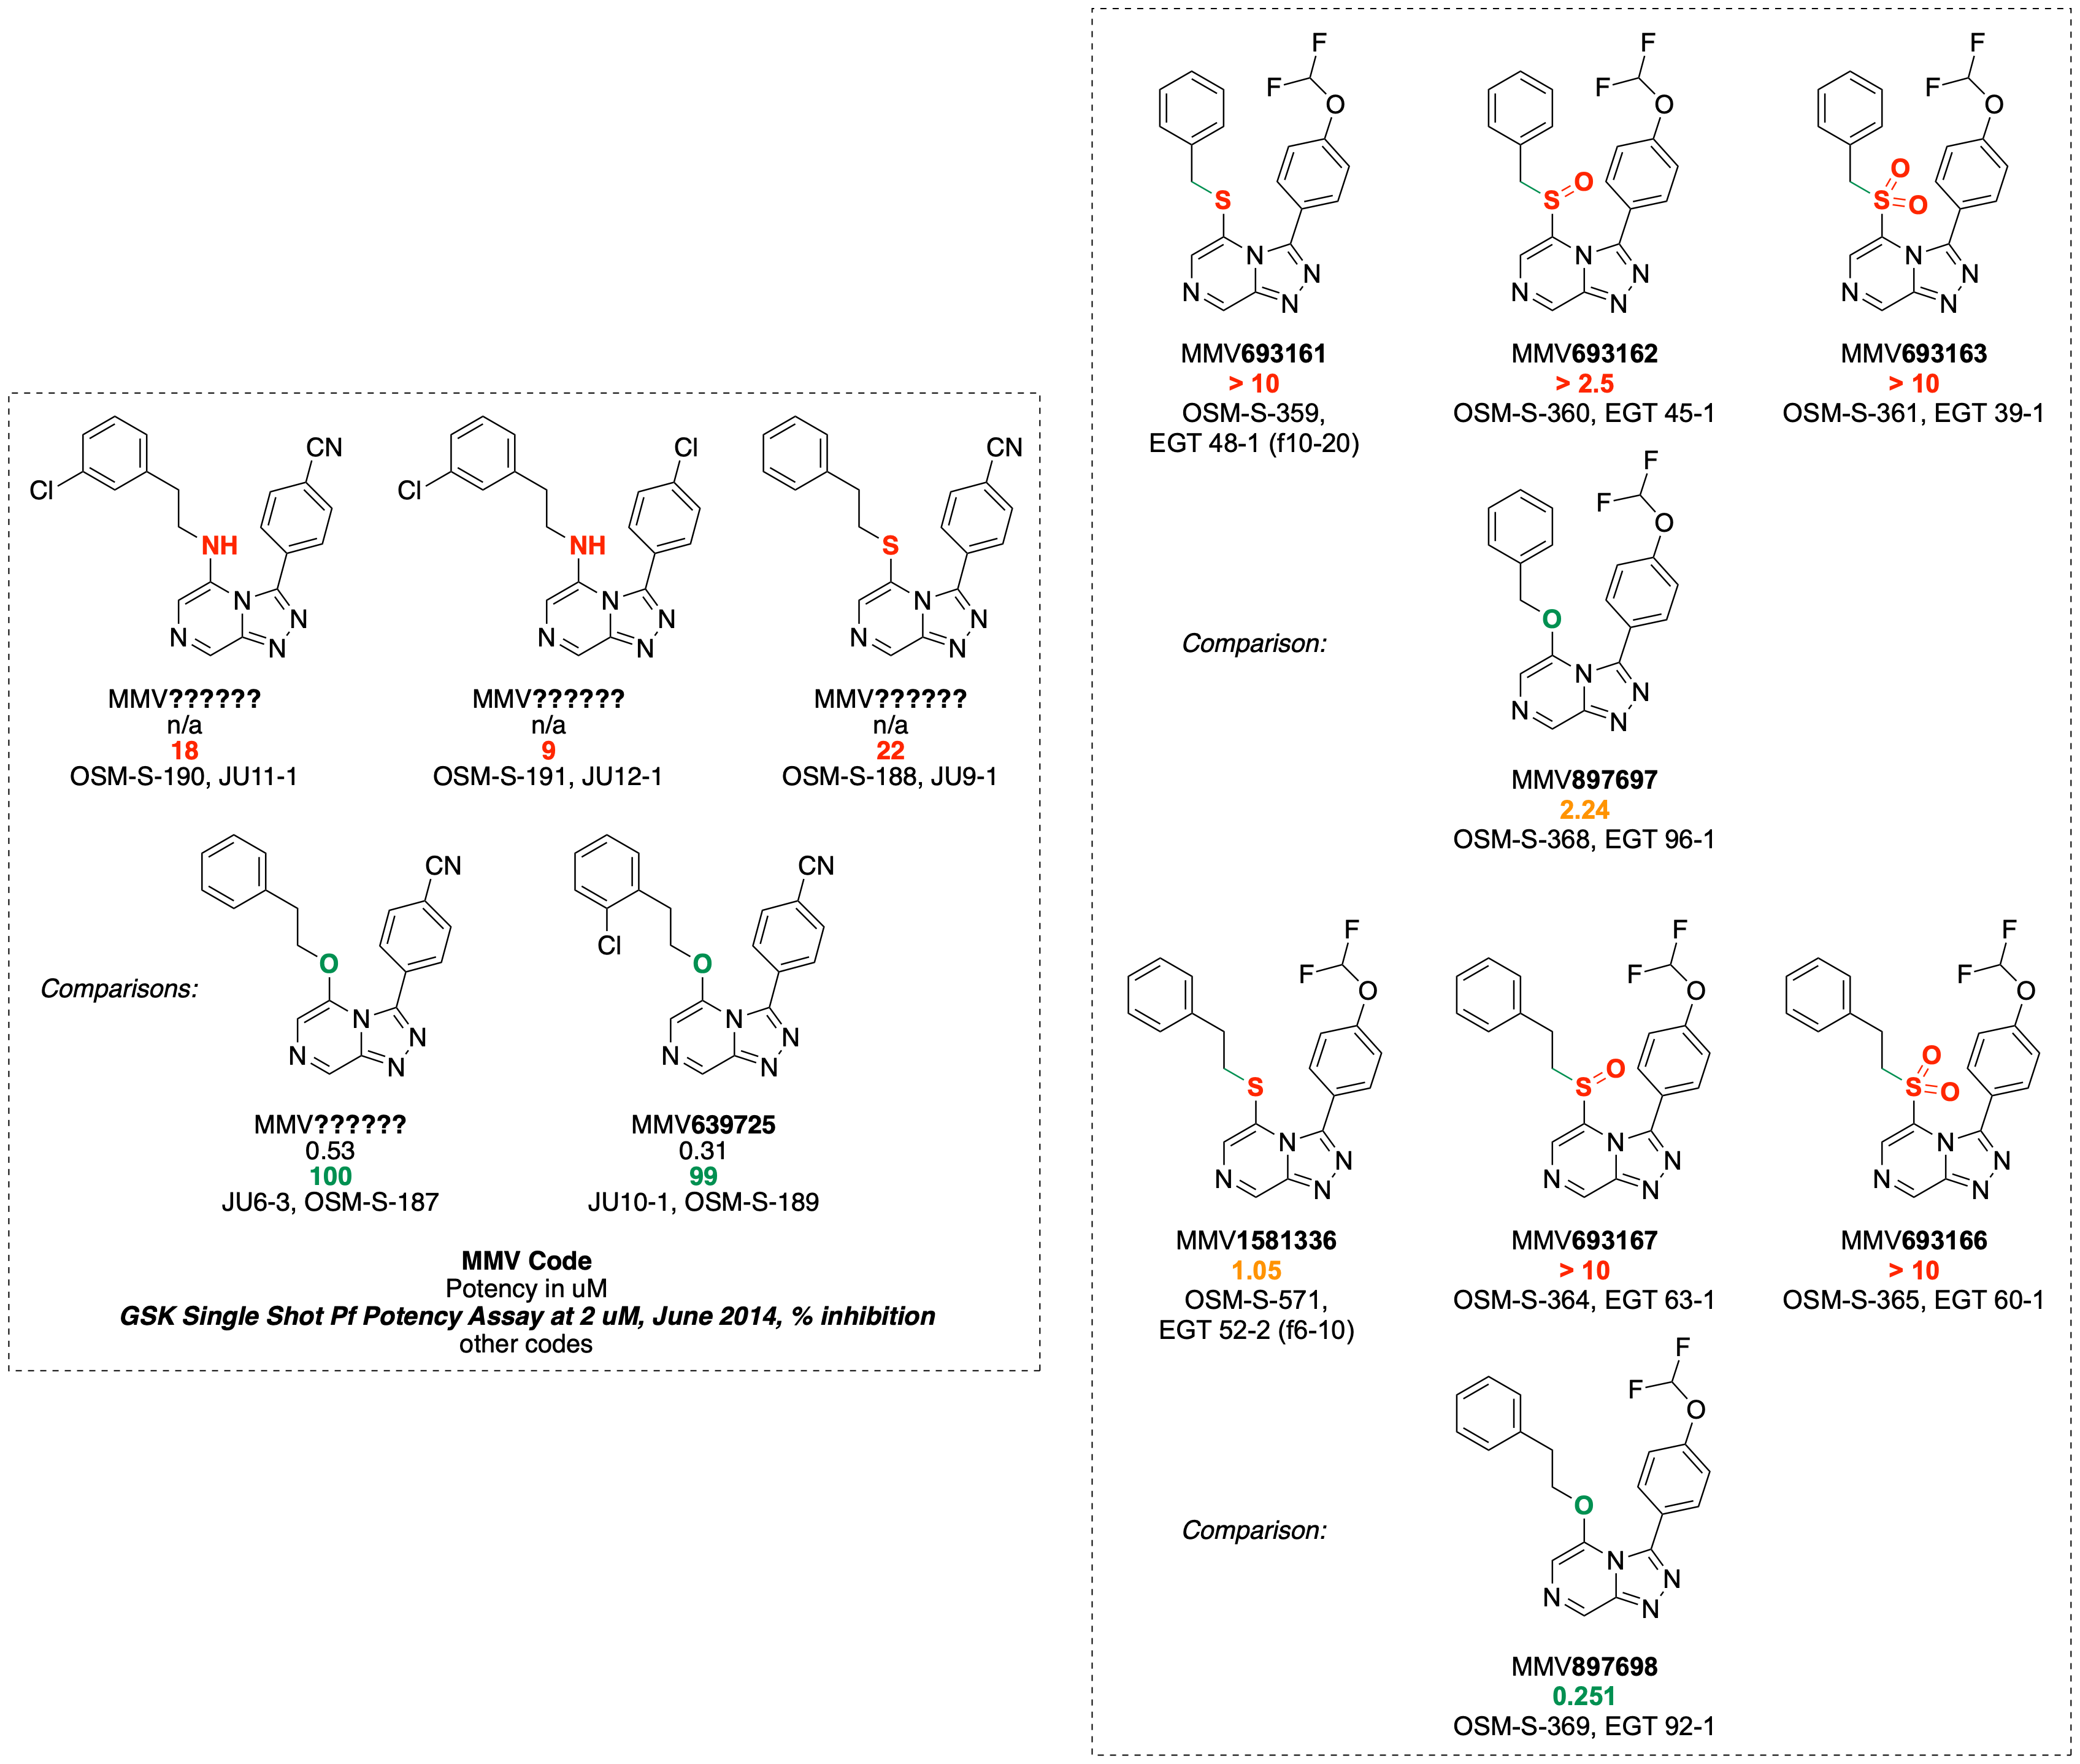 Cl
NH
CN
N
N
N
N
MMV??????
n/a
18
OSM-S-190, JU11-1
Cl
NH
Cl
N
N
N
N
MMV??????
n/a
9
OSM-S-191, JU12-1
S
CN
N
N
N
N
MMV??????
n/a
22
OSM-S-188, JU9-1
Comparisons:
O
CN
N
N
N
N
MMV??????
0.53
100
JU6-3, OSM-S-187
Cl
O
CN
N
N
N
N
MMV639725
0.31
99
JU10-1, OSM-S-189
MMV Code
Potency in uM
GSK Single Shot Pf Potency Assay at 2 uM, June 2014, % inhibition
other codes
F
F
O
S
N
N
N
N
MMV693161
> 10
OSM-S-359,
EGT 48-1 (f10-20)
F
F
O
S
O
N
N
N
N
MMV693162
> 2.5
OSM-S-360, EGT 45-1
F
F
O
O
S
O
N
N
N
N
MMV693163
> 10
OSM-S-361, EGT 39-1
Comparison:
F
F
O
O
N
N
N
N
MMV897697
2.24
OSM-S-368, EGT 96-1
F
F
O
S
N
N
N
N
MMV1581336
1.05
OSM-S-571,
EGT 52-2 (f6-10)
F
F
O
S
O
N
N
N
N
MMV693167
> 10
OSM-S-364, EGT 63-1
F
F
O
O
S
O
N
N
N
N
MMV693166
> 10
OSM-S-365, EGT 60-1
Comparison:
F
F
O
O
N
N
N
N
MMV897698
0.251
OSM-S-369, EGT 92-1